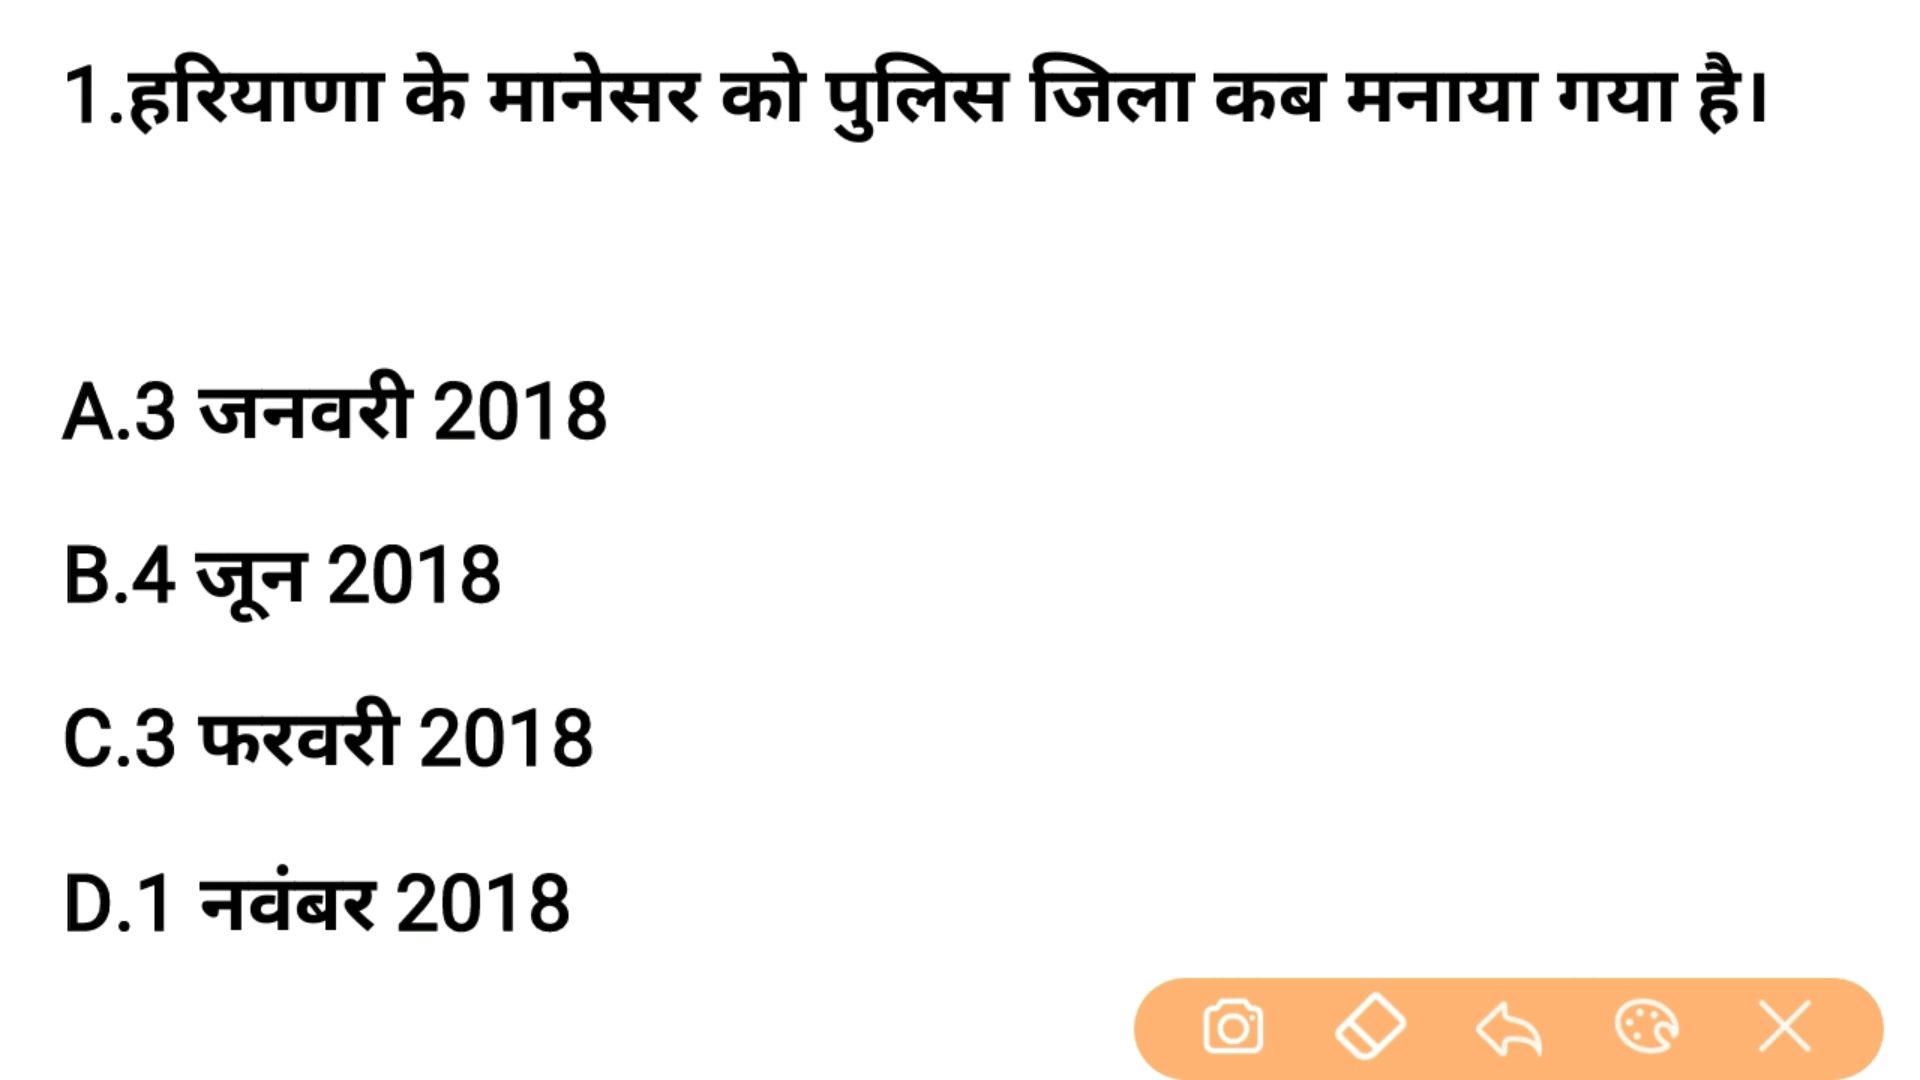 1.हरियाणा के मानेसर को पुलिस जिला कब मनाया गया है।
A.3 जनवरी 2018
B.4 जून 2018
C.3 फरवरी 2018
D.1 नवंबर 2018